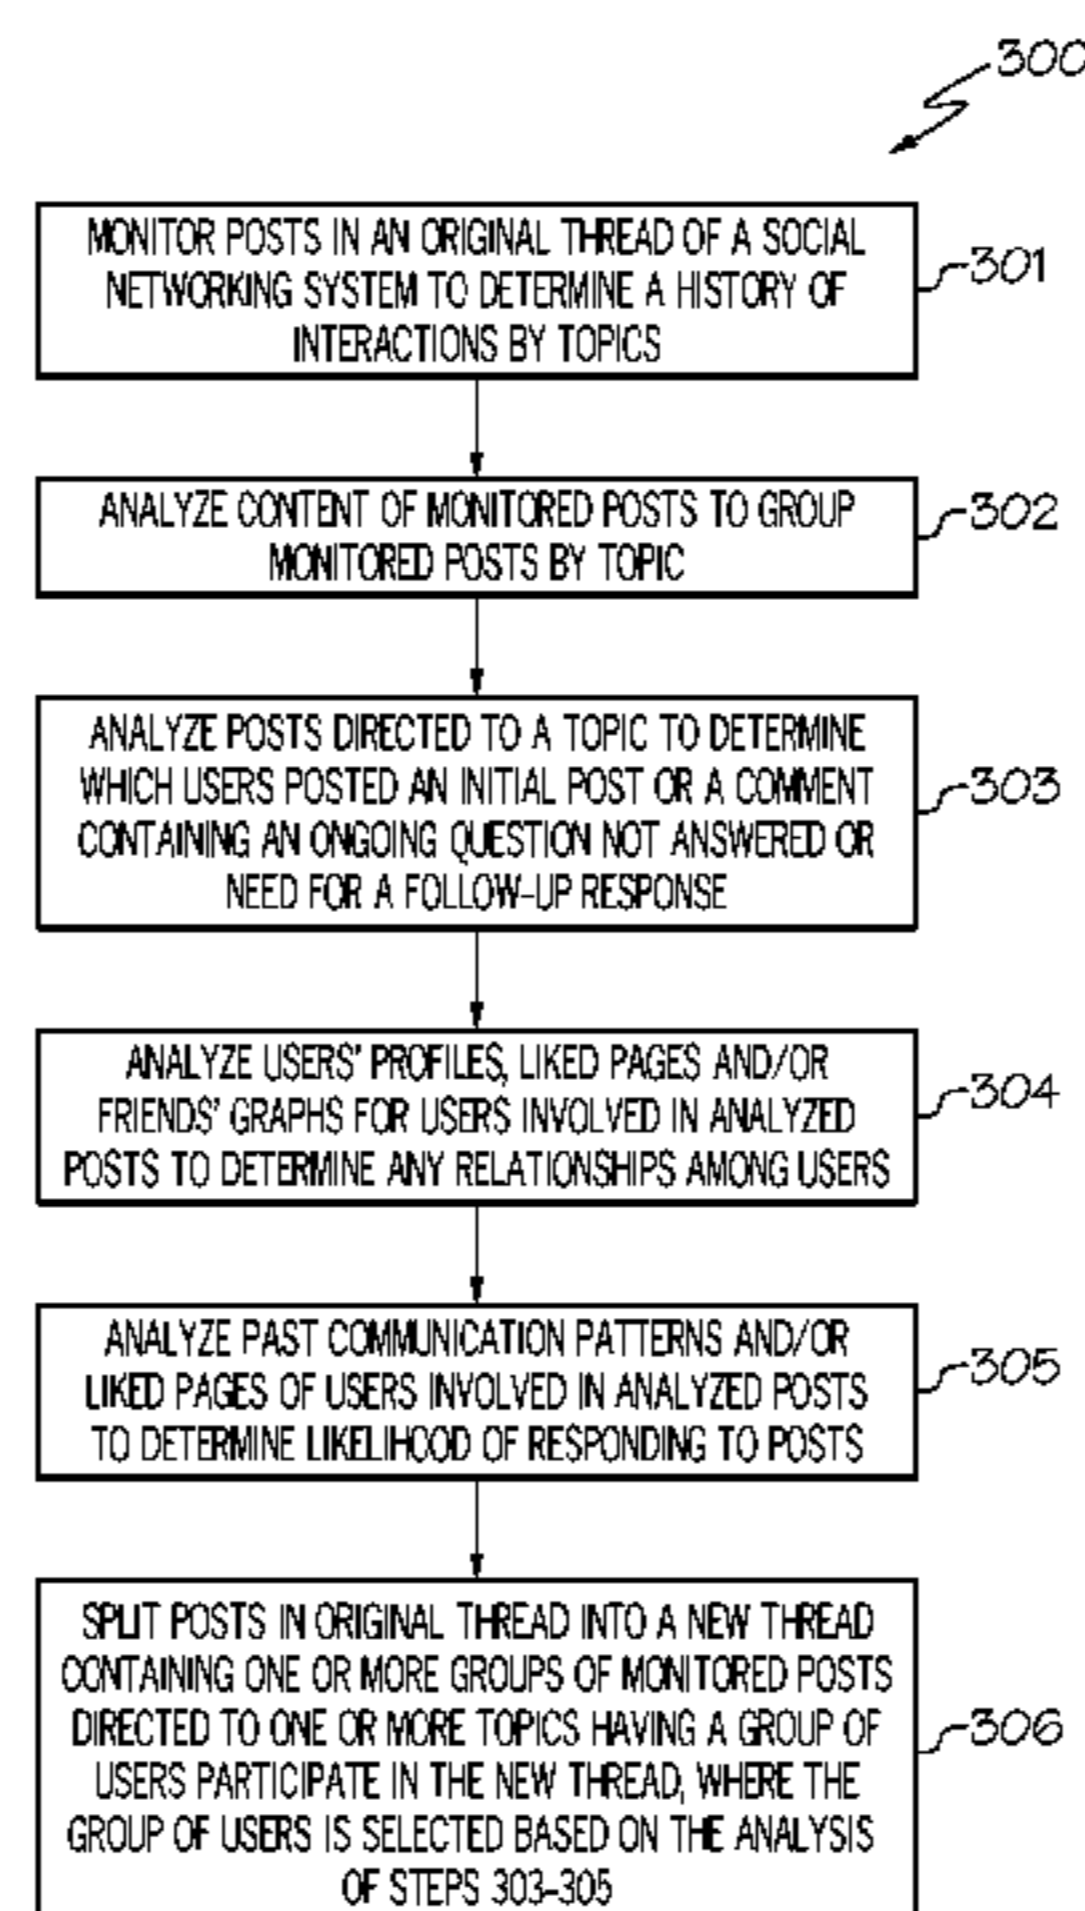 300
MONITOR POSTS IN AN ORIGINAL THREAD OF A SOCIAL
NETWORKING SYSTEM TO DETERMINE A HISTORY OF
INTERACTIONS BY TOPICS
301
ANALYZE CONTENT OF MONITORED POSTS TO GROUP
MONITORED POSTS BY TOPIC
302
ANALYZE POSTS DIRECTED TO A TOPIC TO DETERMINE
WHICH USERS POSTED AN INITIAL POST OR A COMMENT
CONTAINING AN ONGOING QUESTION NOT ANSWERED OR
NEED FOR A FOLLOW-UP RESPONSE
303
ANALYZE USERS' PROFILES, LIKED PAGES AND/OR
FRIENDS' GRAPHS FOR USERS INVOLVED IN ANALYZED
POSTS TO DETERMINE ANY RELATIONSHIPS AMONG USERS
304
ANALYZE PAST COMMUNICATION PATTERNS AND/OR
LIKED PAGES OF USERS INVOLVED IN ANALYZED POSTS
TO DETERMINE LIKELIHOOD OF RESPONDING TO POSTS
305
SPLIT POSTS IN ORIGINAL THREAD INTO A NEW THREAD
CONTAINING ONE OR MORE GROUPS OF MONITORED POSTS
DIRECTED TO ONE OR MORE TOPICS HAVING A GROUP OF
USERS PARTICIPATE IN THE NEW THREAD, WHERE THE
GROUP OF USERS IS SELECTED BASED ON THE ANALYSIS
OF STEPS 303-305
306